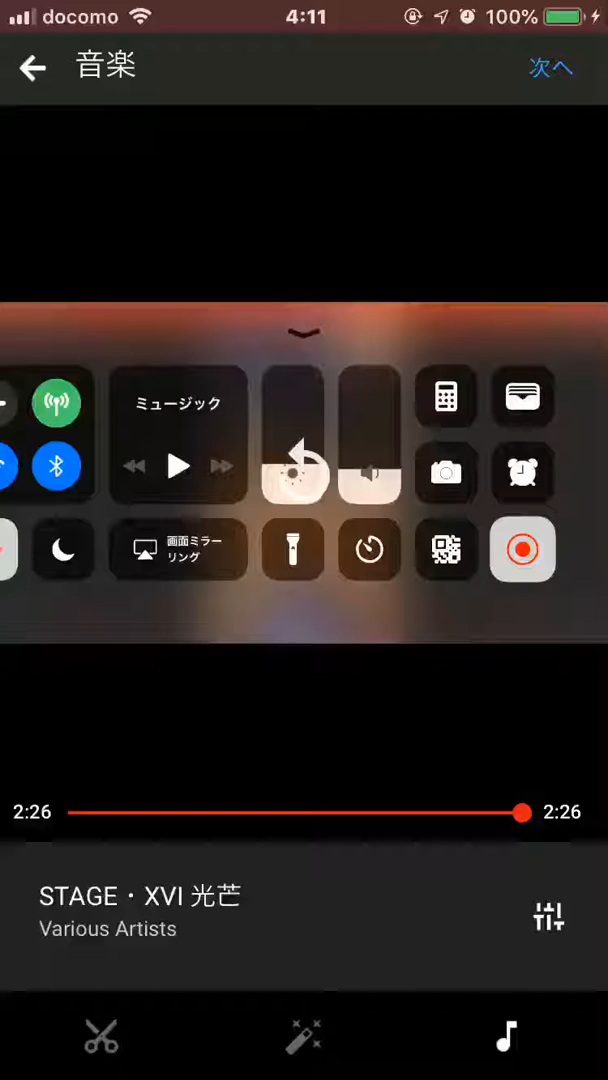 docomo 4:11 100%
音楽 次へ
ミュージック
画面ミラー
リング
2:26 2:26
STAGE・XVI 光芒
Various Artists